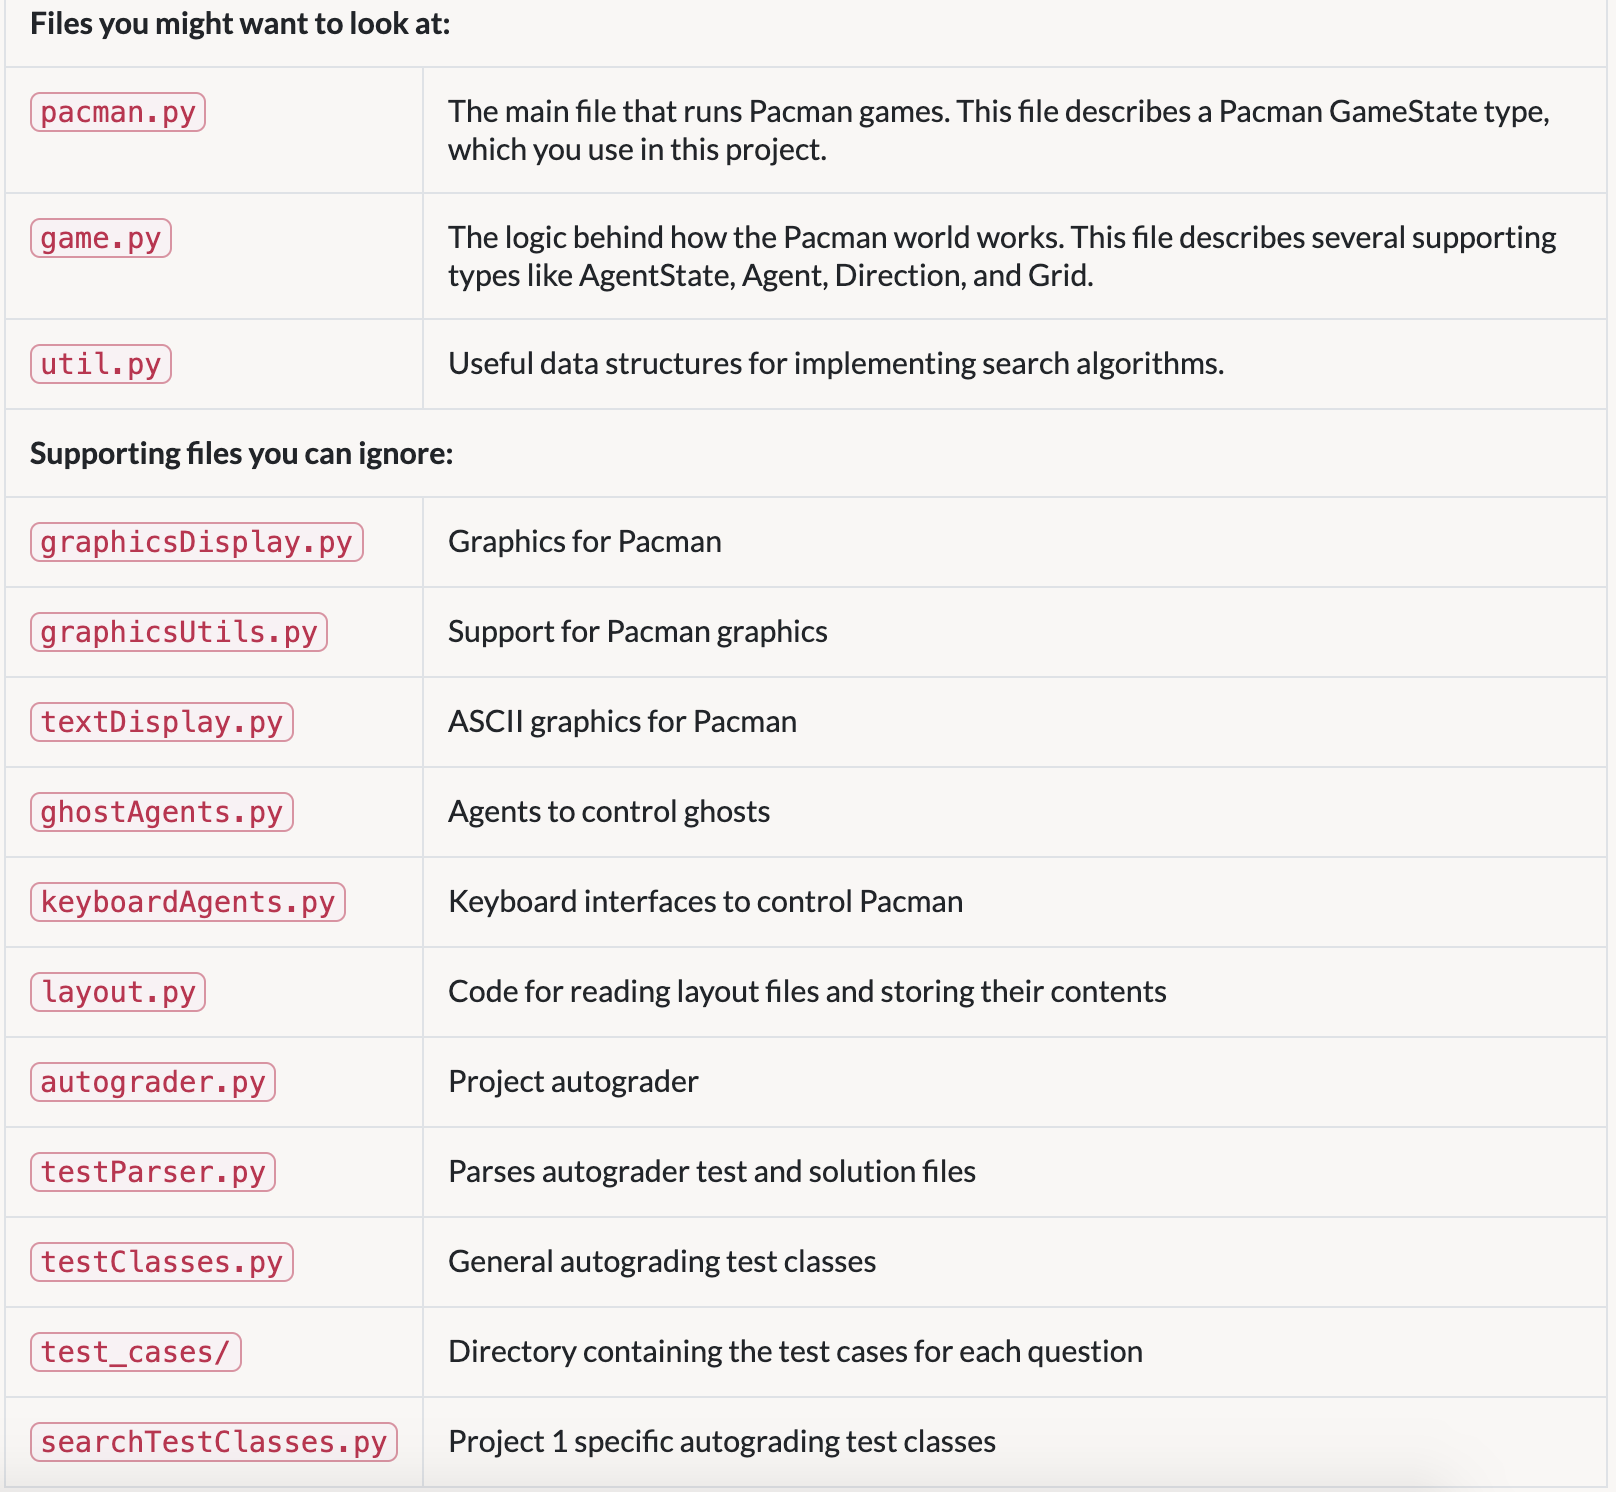 Files you might want to look at:
pacman.py
The main file that runs Pacman games. This file describes a Pacman GameState type,
which you use in this project.
game.py
The logic behind how the Pacman world works. This file describes several supporting
types like AgentState, Agent, Direction, and Grid.
util.py
Useful data structures for implementing search algorithms.
Supporting files you can ignore:
graphicsDisplay.py
Graphics for Pacman
graphicsUtils.py
Support for Pacman graphics
textDisplay.py
ASCII graphics for Pacman
ghostAgents.py
Agents to control ghosts
keyboardAgents.py
Keyboard interfaces to control Pacman
layout.py
Code for reading layout files and storing their contents
autograder.py
Project autograder
testParser.py
Parses autograder test and solution files
testClasses.py
General autograding test classes
test_cases/
Directory containing the test cases for each question
searchTestClasses.py
Project 1 specific autograding test classes